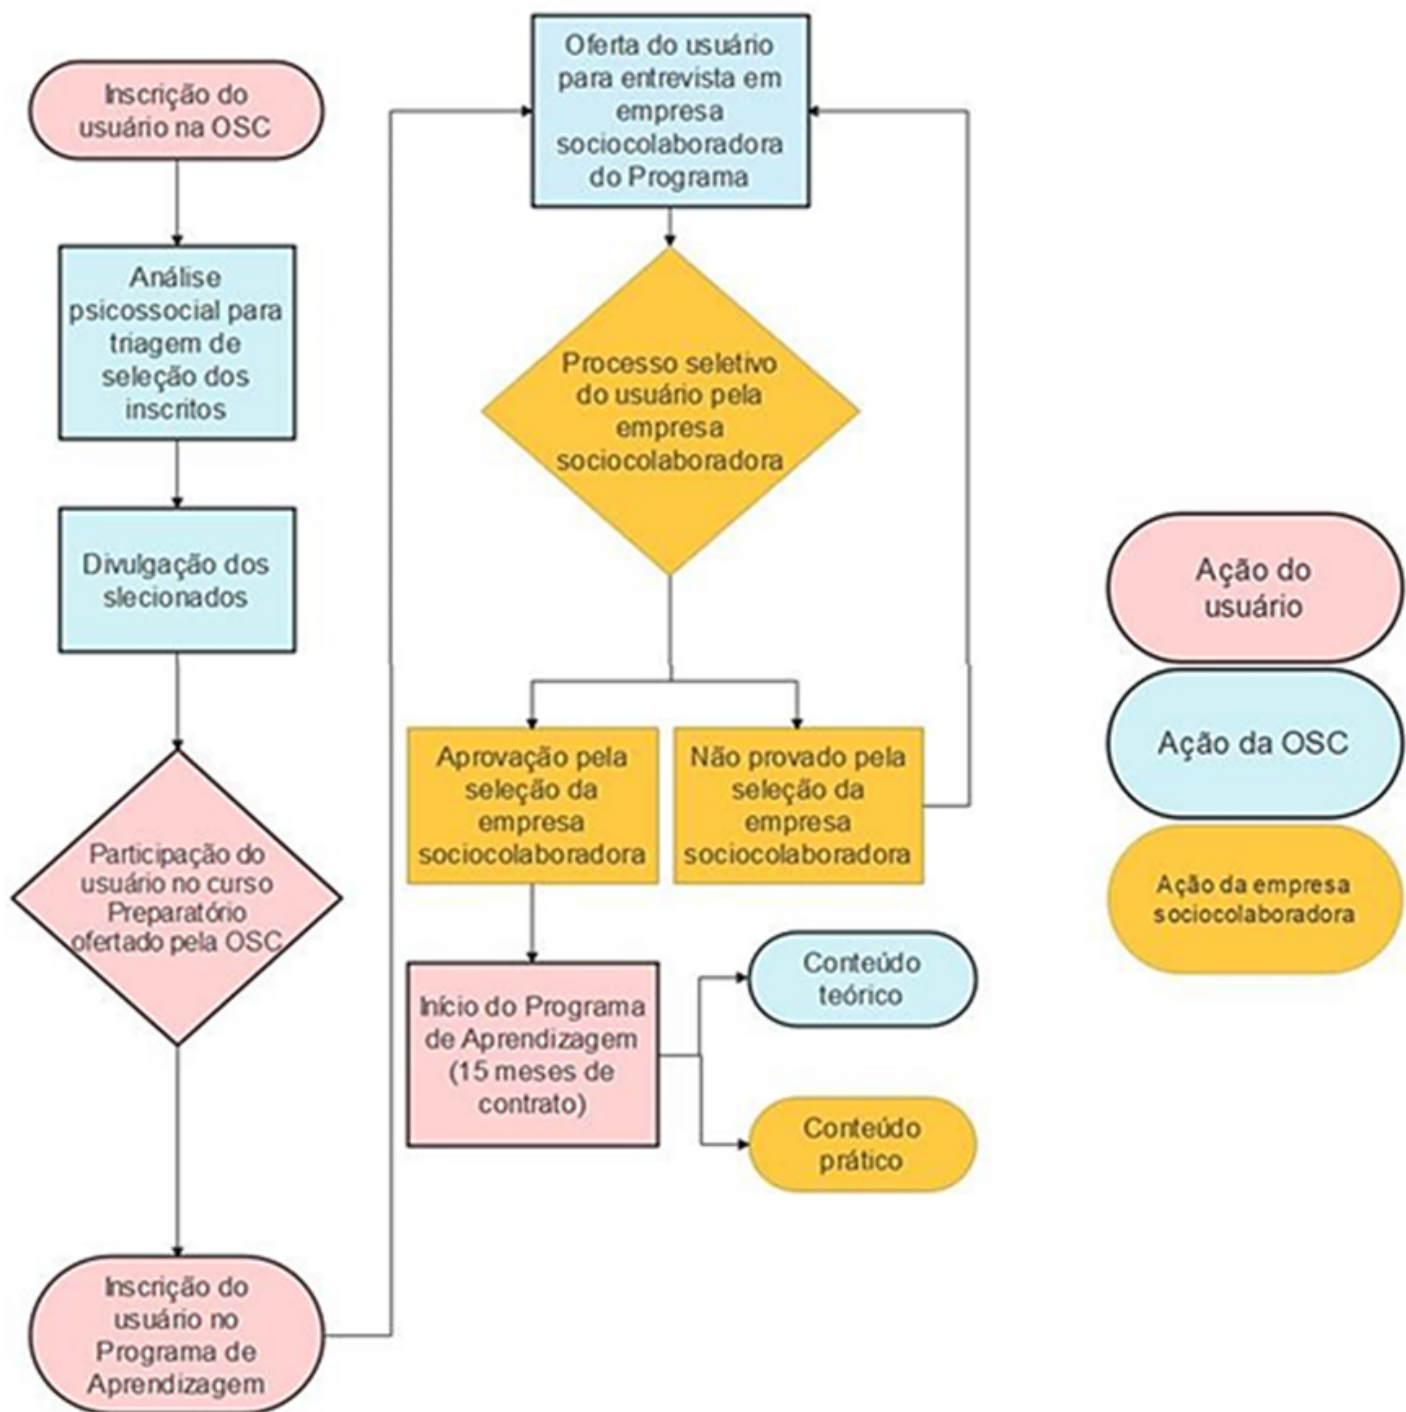 Inscrição do
usuário na OSC
Análise
psicossocial para
triagem de
seleção dos
inscritos
Divulgação dos
slecionados
Participação do
usuário no curso
Preparatório
ofertado pela OSC
Inscrição do
usuário no
Programa de
Aprendizagem
Oferta do usuário
para entrevista em
empresa
sociocolaboradora
do Programa
Processo seletivo
do usuário pela
empresa
sociocolaboradora
Aprovação pela
seleção da
empresa
sociocolaboradora
Não provado pela
seleção da
empresa
sociocolaboradora
Início do Programa
de Aprendizagem
(15 meses de
contrato)
Conteúdo
teórico
Conteúdo
prático
Ação do
usuário
Ação da OSC
Ação da empresa
sociocolaboradora